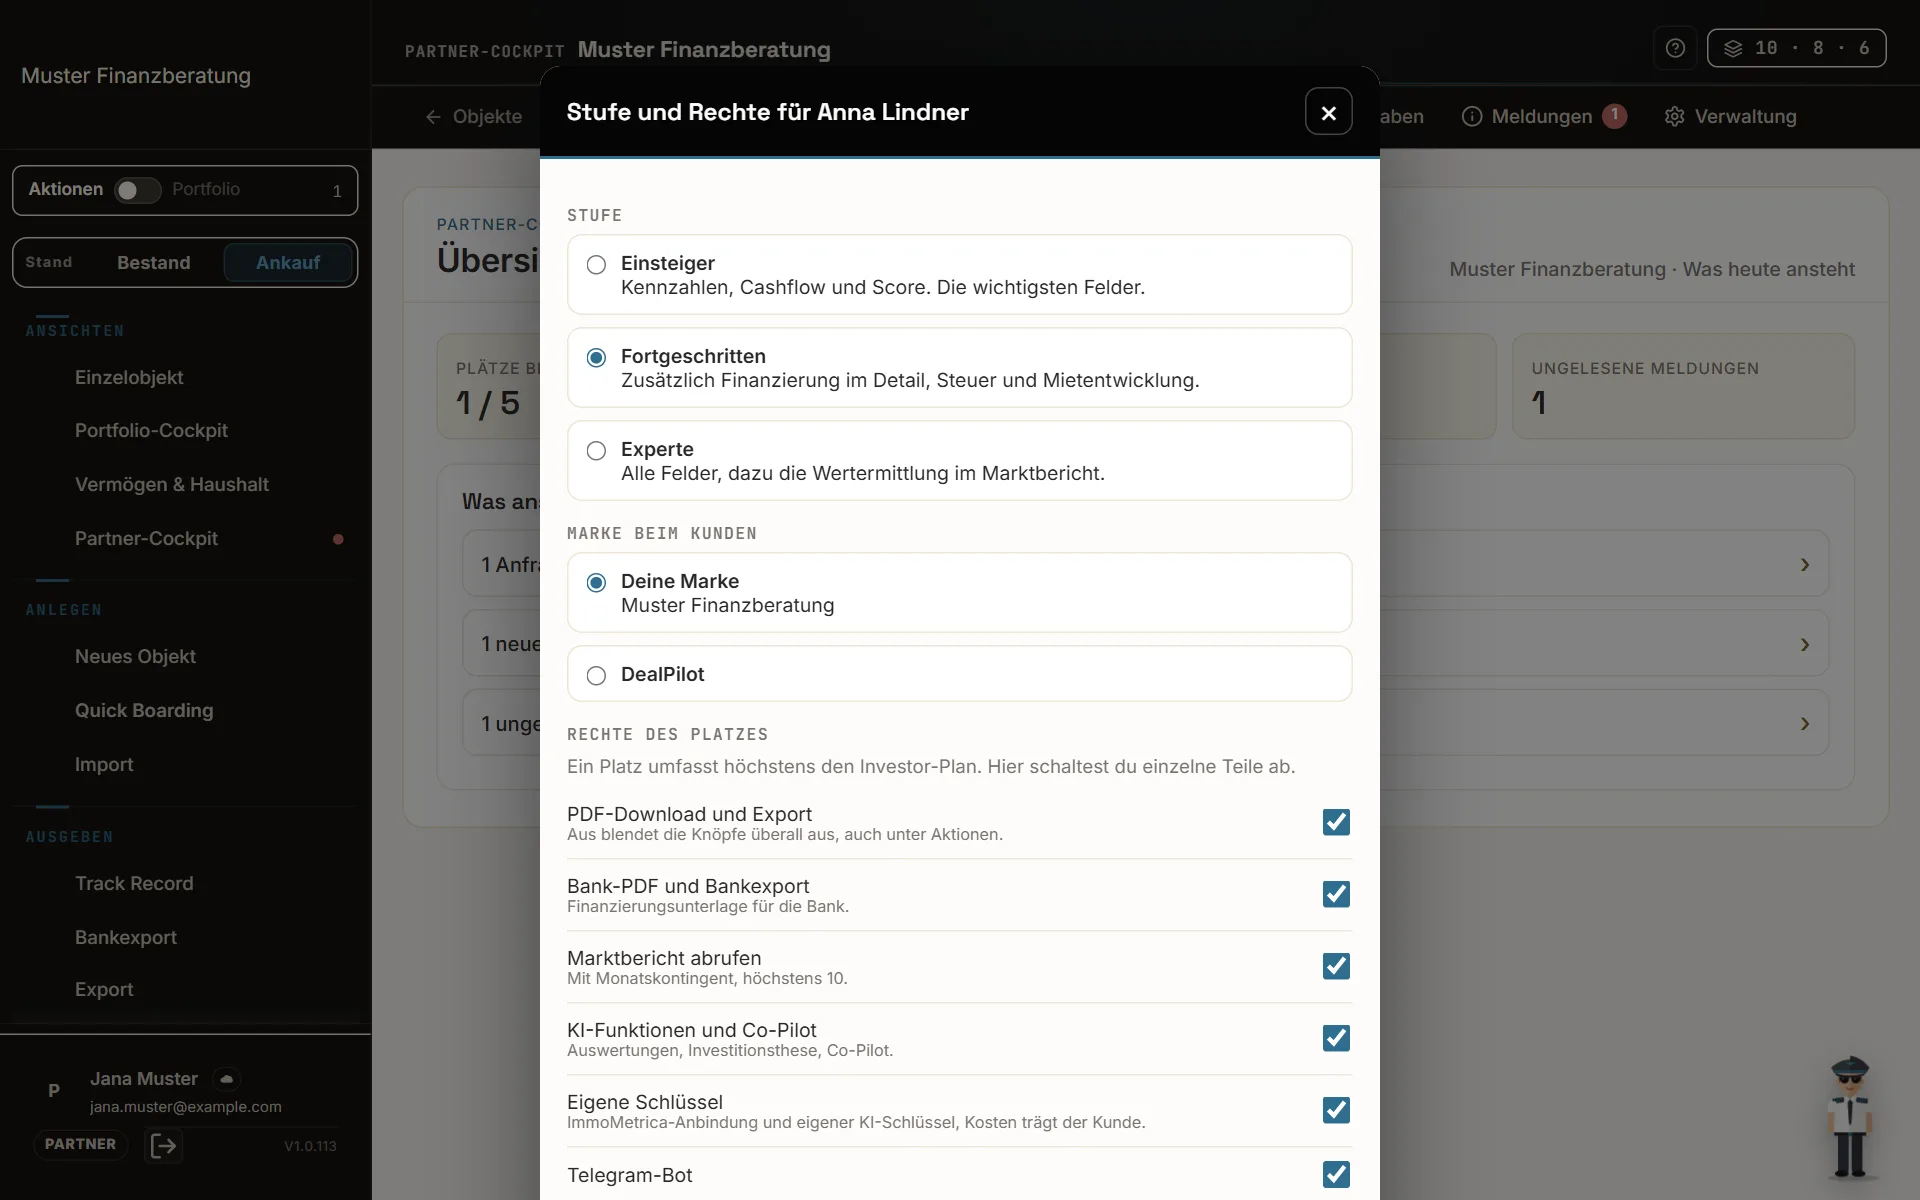 Muster Finanzberatung
PARTNER-COCKPIT Muster Finanzberatung
10 · 8 · 6
Objekte
aben
Meldungen 1
Verwaltung
Aktionen Portfolio 1
Stand Bestand Ankauf
ANSICHTEN
Einzelobjekt
Portfolio-Cockpit
Vermögen & Haushalt
Partner-Cockpit
ANLEGEN
Neues Objekt
Quick Boarding
Import
AUSGEBEN
Track Record
Bankexport
Export
P
Jana Muster
jana.muster@example.com
PARTNER
V1.0.113
PARTNER-C
Übersi
Muster Finanzberatung · Was heute ansteht
PLÄTZE B
1 / 5
UNGELESENE MELDUNGEN
1
Was an
1 Anfr
1 neue
1 unge
Stufe und Rechte für Anna Lindner
STUFE
Einsteiger
Kennzahlen, Cashflow und Score. Die wichtigsten Felder.
Fortgeschritten
Zusätzlich Finanzierung im Detail, Steuer und Mietentwicklung.
Experte
Alle Felder, dazu die Wertermittlung im Marktbericht.
MARKE BEIM KUNDEN
Deine Marke
Muster Finanzberatung
DealPilot
RECHTE DES PLATZES
Ein Platz umfasst höchstens den Investor-Plan. Hier schaltest du einzelne Teile ab.
PDF-Download und Export
Aus blendet die Knöpfe überall aus, auch unter Aktionen.
Bank-PDF und Bankexport
Finanzierungsunterlage für die Bank.
Marktbericht abrufen
Mit Monatskontingent, höchstens 10.
KI-Funktionen und Co-Pilot
Auswertungen, Investitionsthese, Co-Pilot.
Eigene Schlüssel
ImmoMetrica-Anbindung und eigener KI-Schlüssel, Kosten trägt der Kunde.
Telegram-Bot